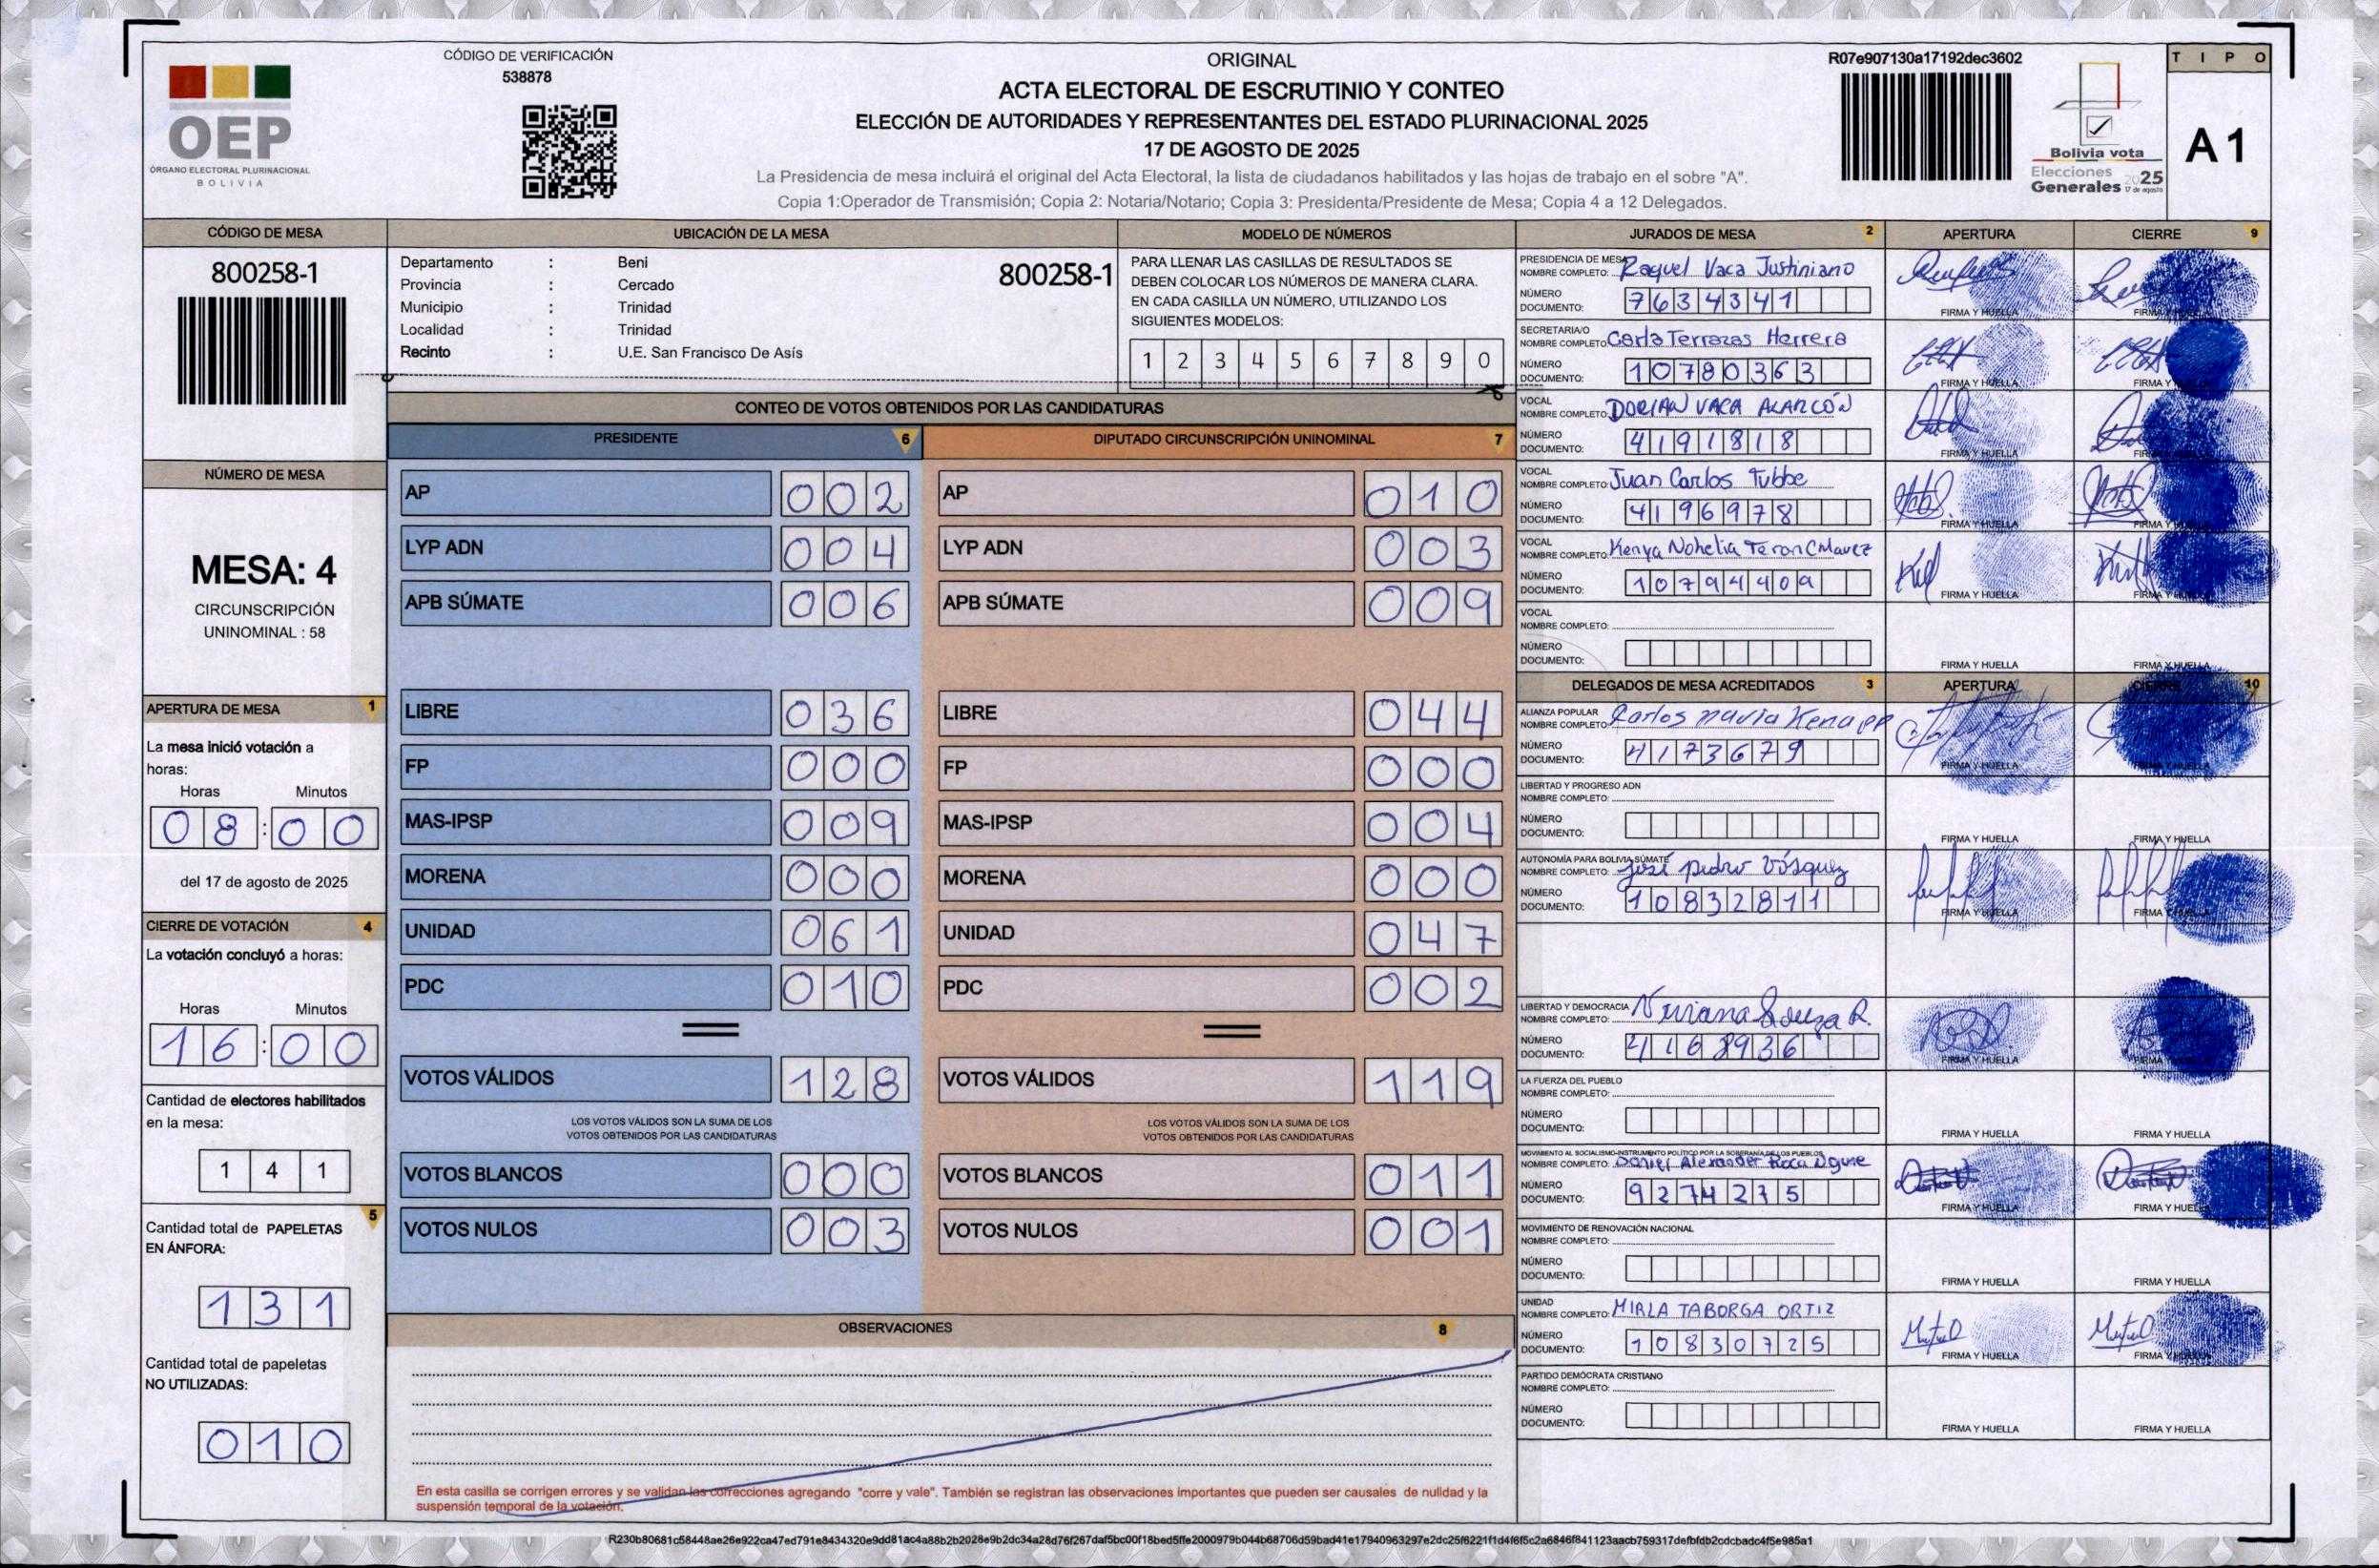 CÓDIGO DE VERIFICACIÓN
538878
OEP
ÓRGANO ELECTORAL PLURINACIONAL
BOLIVIA
ORIGINAL
ACTA ELECTORAL DE ESCRUTINIO Y CONTEO
ELECCIÓN DE AUTORIDADES Y REPRESENTANTES DEL ESTADO PLURINACIONAL 2025
17 DE AGOSTO DE 2025
La Presidencia de mesa incluirá el original del Acta Electoral, la lista de ciudadanos habilitados y las hojas de trabajo en el sobre "A".
Copia 1:Operador de Transmisión; Copia 2: Notaria/Notario; Copia 3: Presidenta/Presidente de Mesa; Copia 4 a 12 Delegados.
R07e907130a17192dec3602
Bolivia vota
Elecciones
Generales 2025
17 de agosto
TIPO
A1
CÓDIGO DE MESA
800258-1
NÚMERO DE MESA
MESA: 4
CIRCUNSCRIPCIÓN
UNINOMINAL : 58
APERTURA DE MESA 1
La mesa inició votación a
horas:
Horas Minutos
08:00
del 17 de agosto de 2025
CIERRE DE VOTACIÓN 4
La votación concluyó a horas:
Horas Minutos
16:00
Cantidad de electores habilitados
en la mesa:
141
5
Cantidad total de PAPELETAS
EN ÁNFORA:
131
Cantidad total de papeletas
NO UTILIZADAS:
010
UBICACIÓN DE LA MESA
Departamento : Beni
800258-1
Provincia : Cercado
Municipio : Trinidad
Localidad : Trinidad
Recinto : U.E. San Francisco De Asís
MODELO DE NÚMEROS
PARA LLENAR LAS CASILLAS DE RESULTADOS SE
DEBEN COLOCAR LOS NÚMEROS DE MANERA CLARA.
EN CADA CASILLA UN NÚMERO, UTILIZANDO LOS
SIGUIENTES MODELOS:
1 2 3 4 5 6 7 8 9 0
CONTEO DE VOTOS OBTENIDOS POR LAS CANDIDATURAS
PRESIDENTE 6
AP 002
LYP ADN 004
APB SÚMATE 006
LIBRE 036
FP 000
MAS-IPSP 009
MORENA 000
UNIDAD 061
PDC 010
VOTOS VÁLIDOS 128
LOS VOTOS VÁLIDOS SON LA SUMA DE LOS
VOTOS OBTENIDOS POR LAS CANDIDATURAS
VOTOS BLANCOS 000
VOTOS NULOS 003
DIPUTADO CIRCUNSCRIPCIÓN UNINOMINAL 7
AP 010
LYP ADN 003
APB SÚMATE 009
LIBRE 044
FP 000
MAS-IPSP 004
MORENA 000
UNIDAD 047
PDC 002
VOTOS VÁLIDOS 119
LOS VOTOS VÁLIDOS SON LA SUMA DE LOS
VOTOS OBTENIDOS POR LAS CANDIDATURAS
VOTOS BLANCOS 011
VOTOS NULOS 001
OBSERVACIONES 8
En esta casilla se corrigen errores y se validan las correcciones agregando "corre y vale". También se registran las observaciones importantes que pueden ser causales de nulidad y la
suspensión temporal de la votación.
JURADOS DE MESA 2 APERTURA CIERRE 9
PRESIDENCIA DE MESA
NOMBRE COMPLETO: Raquel Vaca Justiniano
NÚMERO
DOCUMENTO: 7634341
FIRMA Y HUELLA FIRMA Y HUELLA
SECRETARIA/O
NOMBRE COMPLETO: Carla Terrazas Herrera
NÚMERO
DOCUMENTO: 10780363
FIRMA Y HUELLA FIRMA Y
VOCAL
NOMBRE COMPLETO: DORIAN VACA ALARCÓN
NÚMERO
DOCUMENTO: 4191818
FIRMA Y HUELLA FIRMA
VOCAL
NOMBRE COMPLETO: Juan Carlos Tubbe
NÚMERO
DOCUMENTO: 4196978
FIRMA Y HUELLA FIRMA
VOCAL
NOMBRE COMPLETO: Kenya Nohelia Teran Chavez
NÚMERO
DOCUMENTO: 10794409
FIRMA Y HUELLA FIRMA
VOCAL
NOMBRE COMPLETO:
NÚMERO
DOCUMENTO:
FIRMA Y HUELLA FIRMA Y HUELLA
DELEGADOS DE MESA ACREDITADOS 3 APERTURA CIERRE 10
ALIANZA POPULAR
NOMBRE COMPLETO: Carlos
NÚMERO
DOCUMENTO: 4173679
FIRMA Y HUELLA
LIBERTAD Y PROGRESO ADN
NOMBRE COMPLETO:
NÚMERO
DOCUMENTO:
FIRMA Y HUELLA FIRMA Y HUELLA
AUTONOMÍA PARA BOLIVIA SÚMATE
NOMBRE COMPLETO: José Pedro Vásquez
NÚMERO
DOCUMENTO: 10832811
FIRMA Y HUELLA FIRMA
LIBERTAD Y DEMOCRACIA
NOMBRE COMPLETO: Souza R.
NÚMERO
DOCUMENTO: 4168936
FIRMA Y HUELLA FIRMA
LA FUERZA DEL PUEBLO
NOMBRE COMPLETO:
NÚMERO
DOCUMENTO:
FIRMA Y HUELLA FIRMA Y HUELLA
MOVIMIENTO AL SOCIALISMO-INSTRUMENTO POLÍTICO POR LA SOBERANÍA DE LOS PUEBLOS
NOMBRE COMPLETO: Daniel Alexander Roca
NÚMERO
DOCUMENTO: 9274275
FIRMA Y HUELLA FIRMA Y HUELLA
MOVIMIENTO DE RENOVACIÓN NACIONAL
NOMBRE COMPLETO:
NÚMERO
DOCUMENTO:
FIRMA Y HUELLA FIRMA Y HUELLA
UNIDAD
NOMBRE COMPLETO: MIRLA TABORGA ORTIZ
NÚMERO
DOCUMENTO: 10830725
FIRMA Y HUELLA FIRMA
PARTIDO DEMÓCRATA CRISTIANO
NOMBRE COMPLETO:
NÚMERO
DOCUMENTO:
FIRMA Y HUELLA FIRMA Y HUELLA